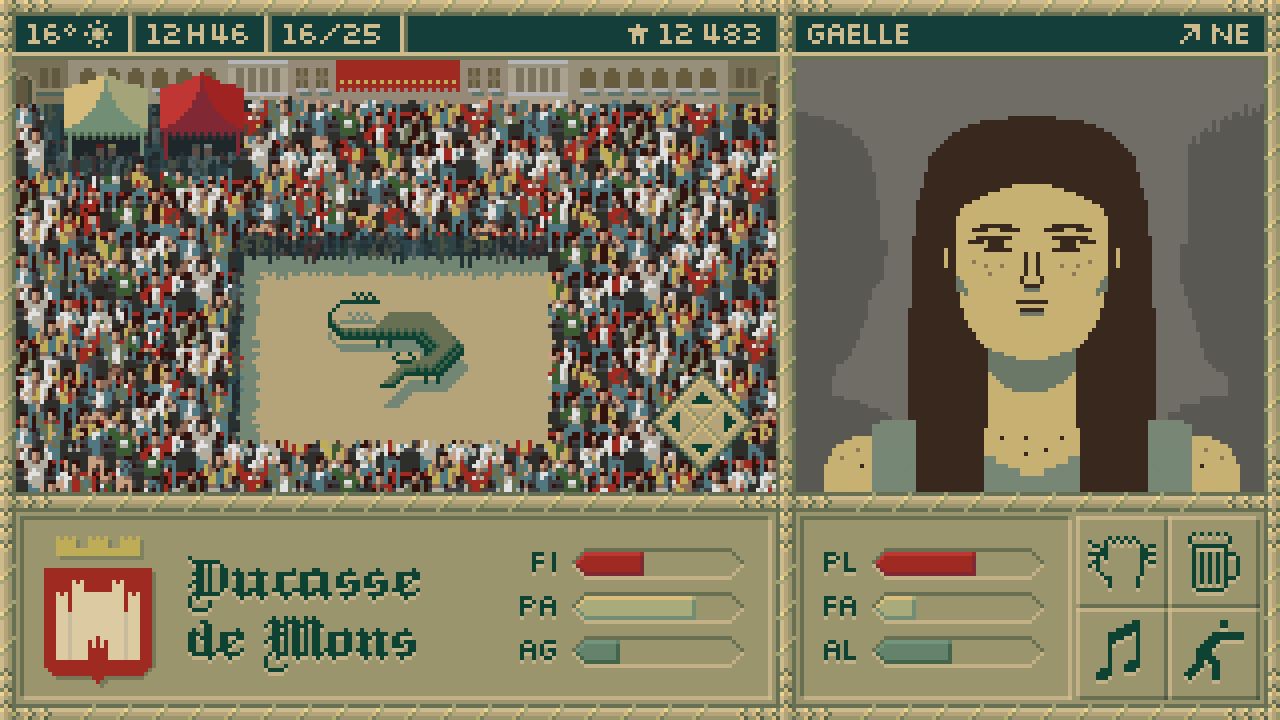 16° 12H46 16/25 12 483
GAELLE NE
Ducasse
de Mons
FI
PA
AG
PL
FA
AL